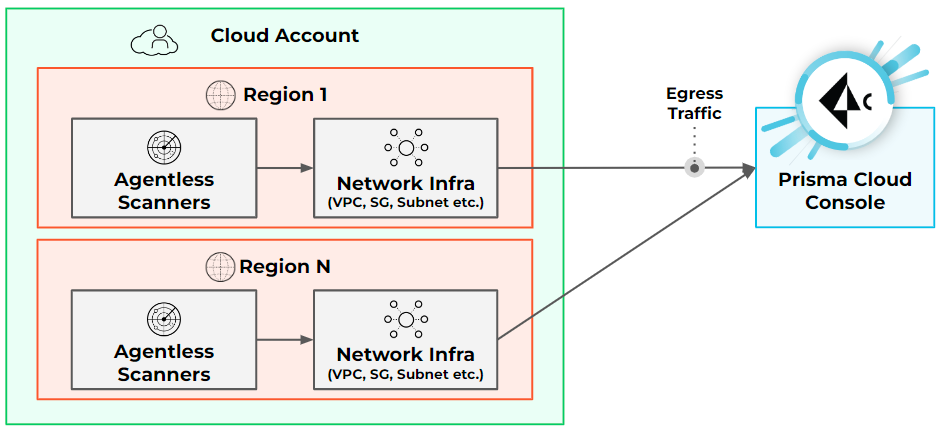 Cloud Account
Region 1
Agentless
Scanners
Network Infra
(VPC, SG, Subnet etc.)
Egress
Traffic
Prisma Cloud
Console
Region N
Agentless
Scanners
Network Infra
(VPC, SG, Subnet etc.)